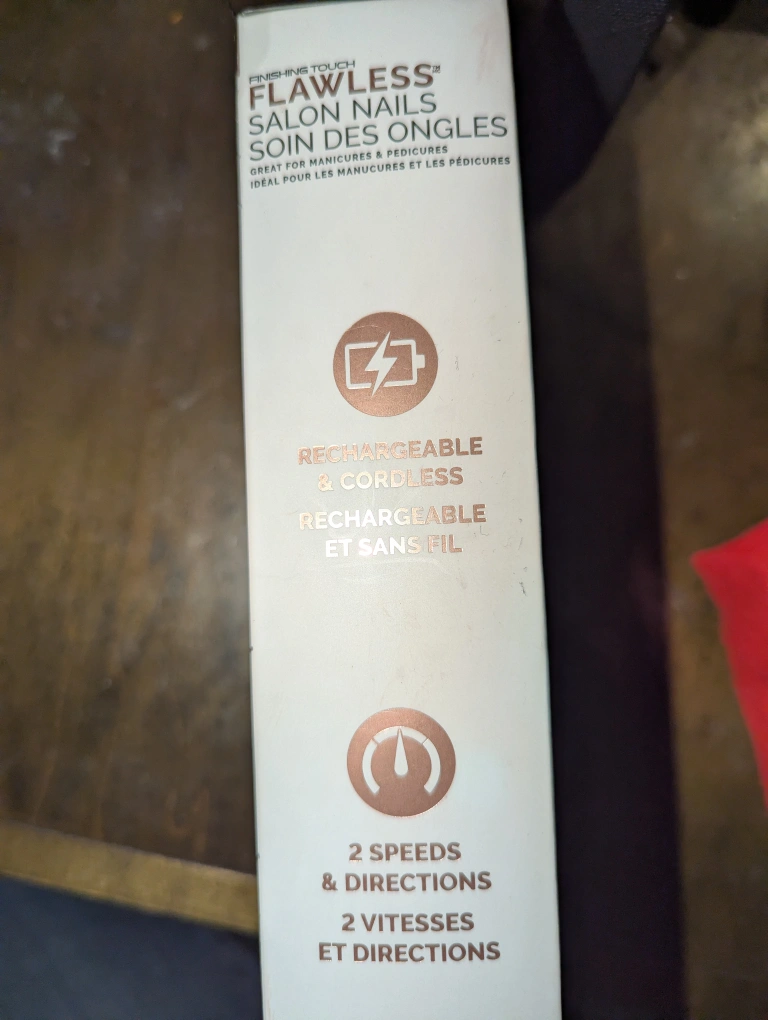 FINISHING TOUCH
FLAWLESS™
SALON NAILS
SOIN DES ONGLES
GREAT FOR MANICURES & PEDICURES
IDÉAL POUR LES MANUCURES ET LES PÉDICURES
RECHARGEABLE
& CORDLESS
RECHARGEABLE
ET SANS FIL
2 SPEEDS
& DIRECTIONS
2 VITESSES
ET DIRECTIONS